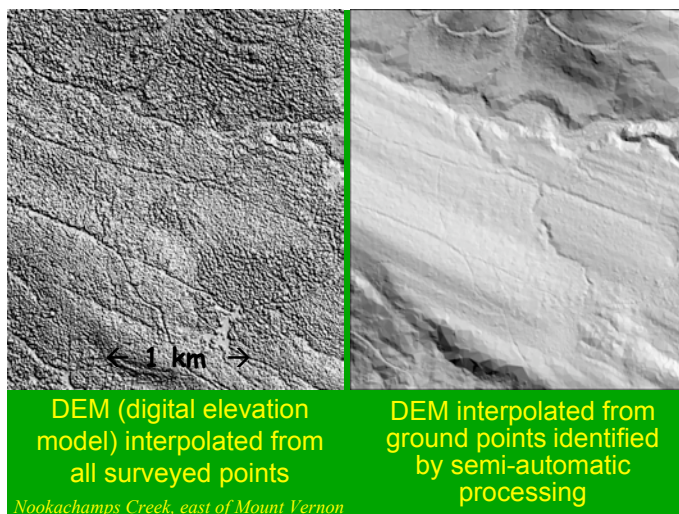 ← 1 km →
DEM (digital elevation
model) interpolated from
all surveyed points
Nookachamps Creek, east of Mount Vernon
DEM interpolated from
ground points identified
by semi-automatic
processing